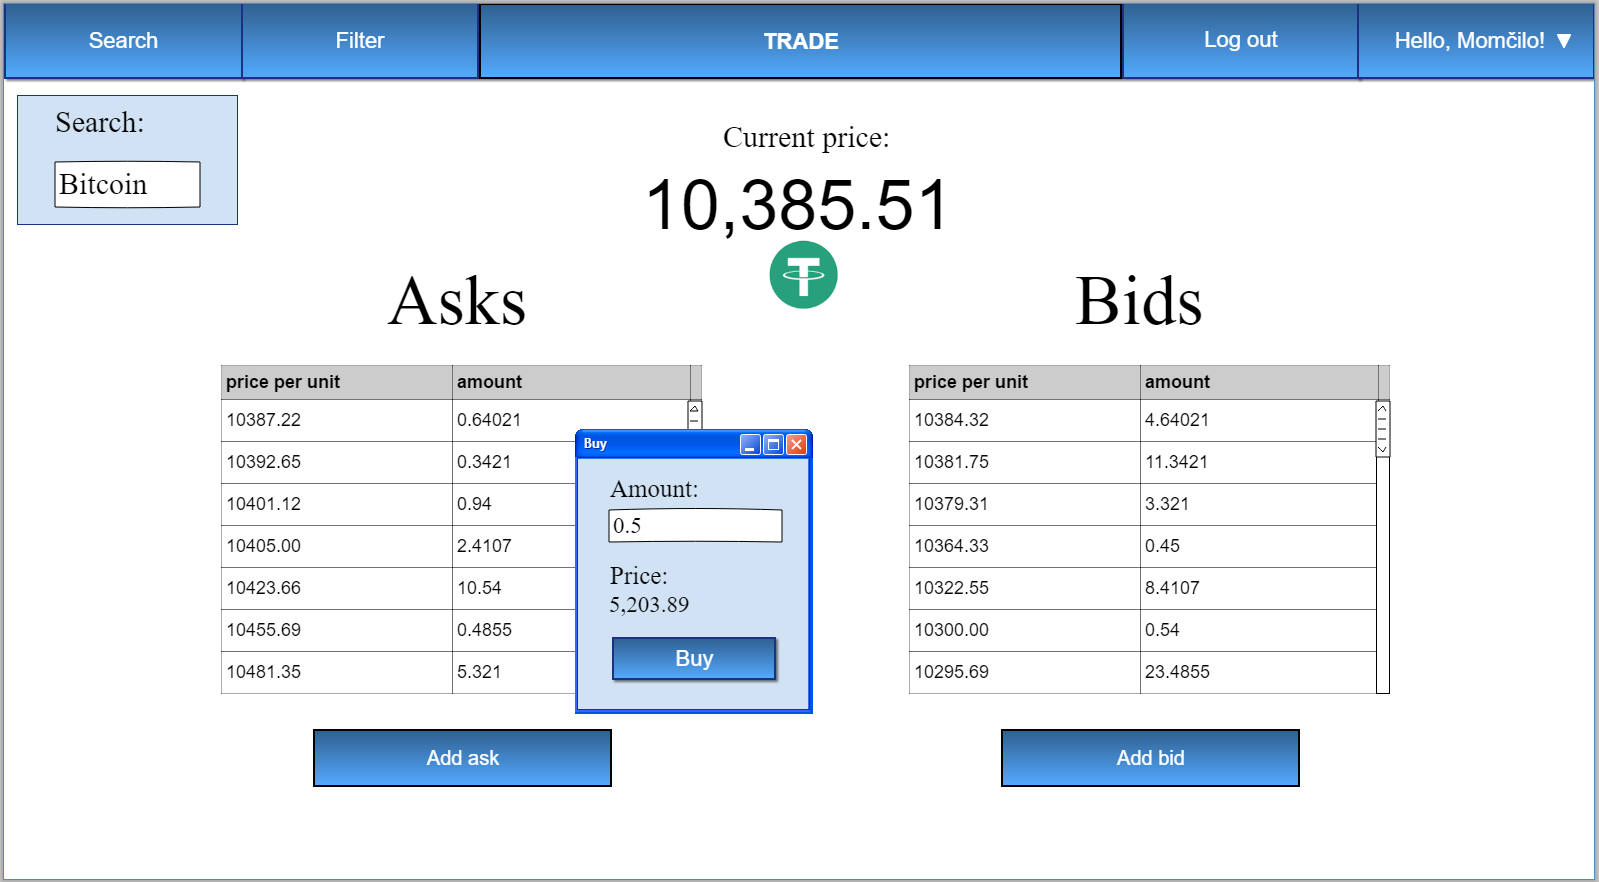 Search
Filter
TRADE
Log out
Hello, Momčilo! ▼
Search:
Bitcoin
Current price:
10,385.51
Asks
price per unit amount
10387.22 0.64021
10392.65 0.3421
10401.12 0.94
10405.00 2.4107
10423.66 10.54
10455.69 0.4855
10481.35 5.321
Add ask
Buy
Amount:
0.5
Price:
5,203.89
Buy
Bids
price per unit amount
10384.32 4.64021
10381.75 11.3421
10379.31 3.321
10364.33 0.45
10322.55 8.4107
10300.00 0.54
10295.69 23.4855
Add bid